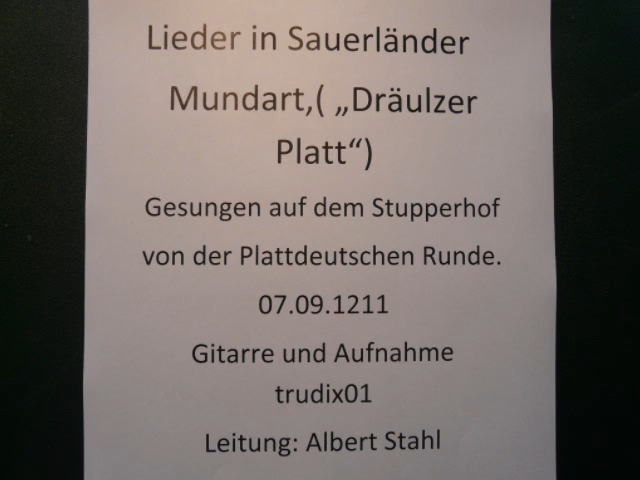 Lieder in Sauerländer
Mundart,( „Dräulzer
Platt“)
Gesungen auf dem Stupperhof
von der Plattdeutschen Runde.
07.09.1211
Gitarre und Aufnahme
trudix01
Leitung: Albert Stahl